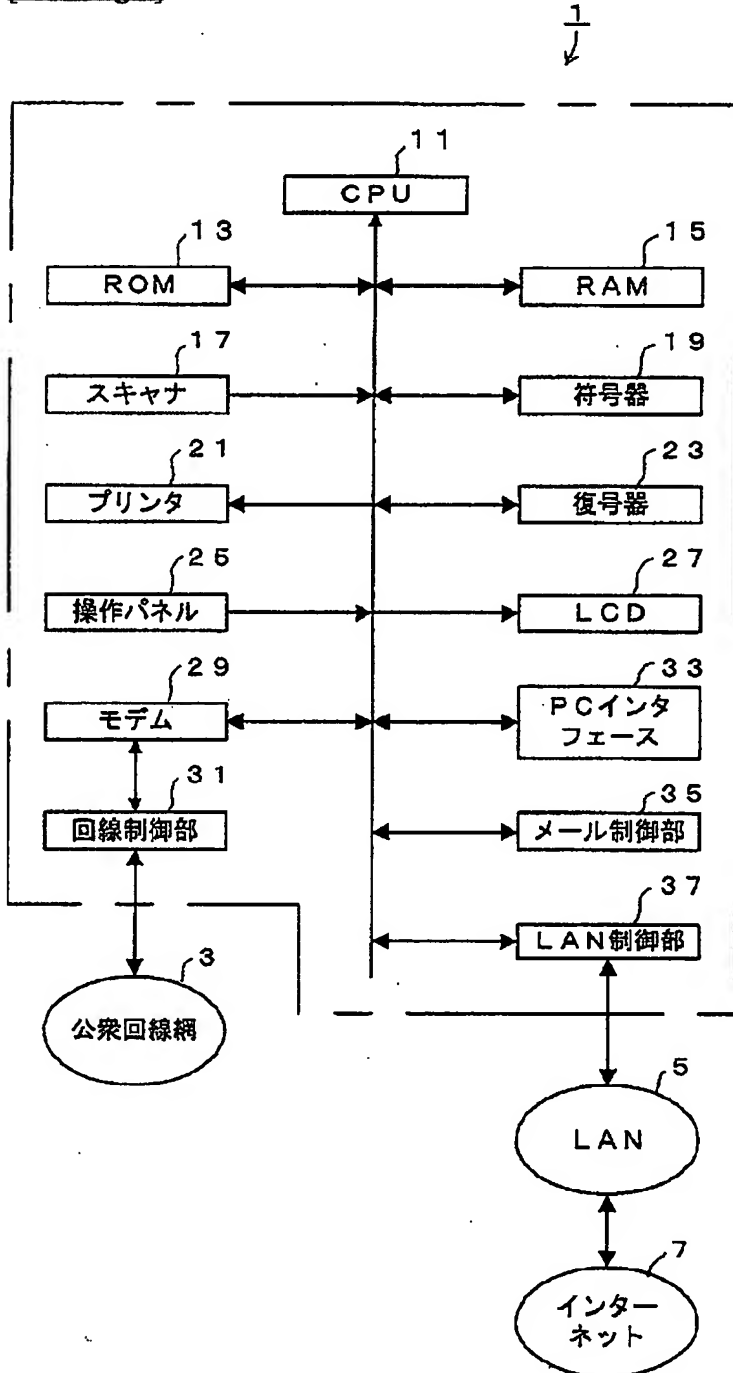 1
11
CPU
13
ROM
15
RAM
17
スキャナ
19
符号器
21
プリンタ
23
復号器
25
操作パネル
27
LCD
29
モデム
33
PCインタ
フェース
31
回線制御部
35
メール制御部
37
LAN制御部
3
公衆回線網
5
LAN
7
インター
ネット